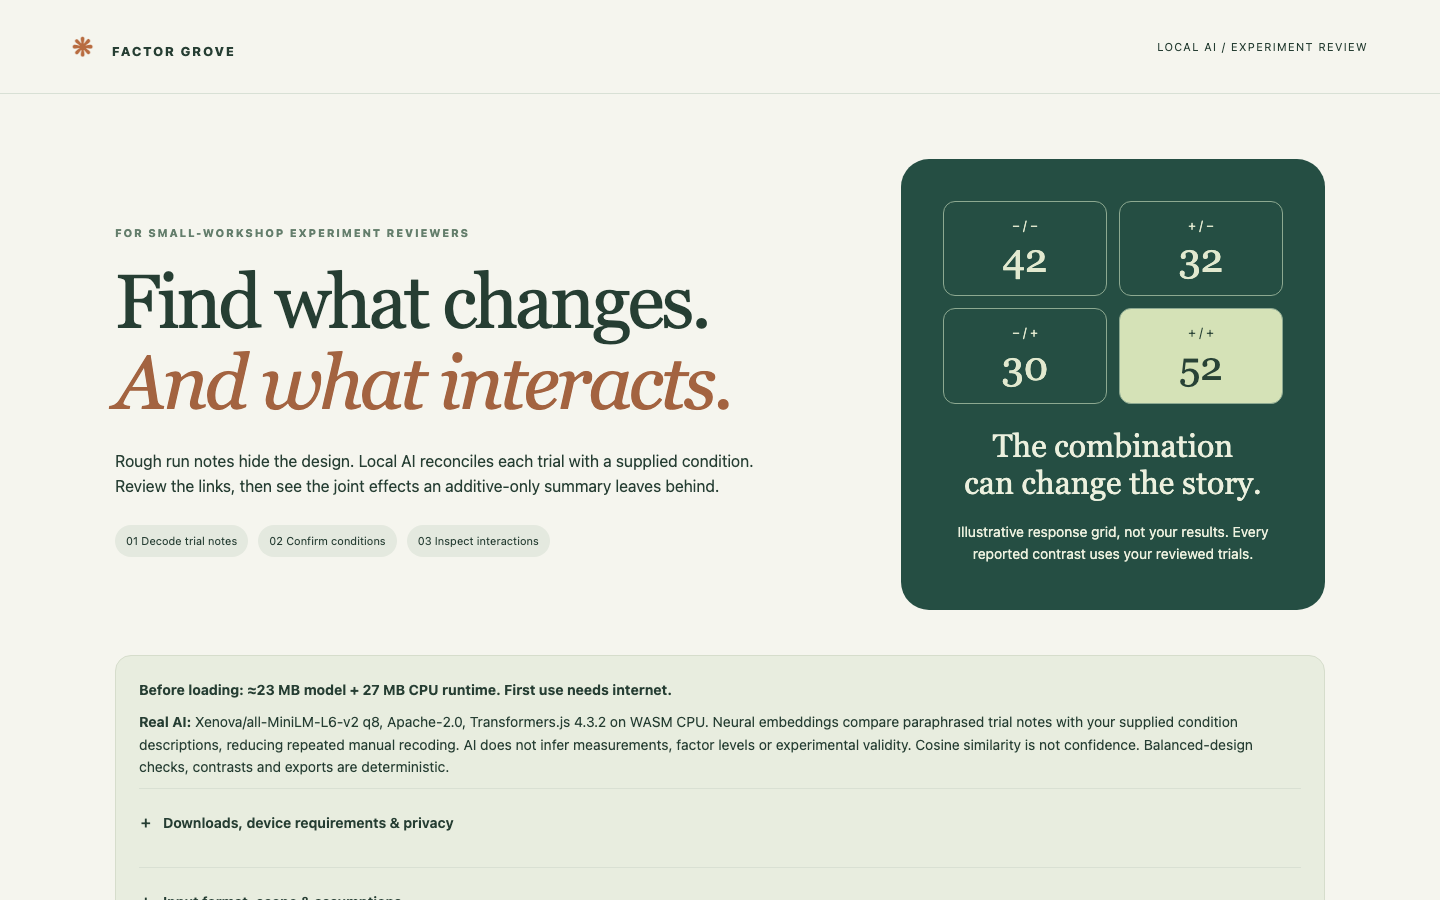 FACTOR GROVE
LOCAL AI / EXPERIMENT REVIEW
FOR SMALL-WORKSHOP EXPERIMENT REVIEWERS
Find what changes.
And what interacts.
Rough run notes hide the design. Local AI reconciles each trial with a supplied condition.
Review the links, then see the joint effects an additive-only summary leaves behind.
01 Decode trial notes
02 Confirm conditions
03 Inspect interactions
− / −
42
+ / −
32
− / +
30
+ / +
52
The combination
can change the story.
Illustrative response grid, not your results. Every
reported contrast uses your reviewed trials.
Before loading: ≈23 MB model + 27 MB CPU runtime. First use needs internet.
Real AI: Xenova/all-MiniLM-L6-v2 q8, Apache-2.0, Transformers.js 4.3.2 on WASM CPU. Neural embeddings compare paraphrased trial notes with your supplied condition
descriptions, reducing repeated manual recoding. AI does not infer measurements, factor levels or experimental validity. Cosine similarity is not confidence. Balanced-design
checks, contrasts and exports are deterministic.
+ Downloads, device requirements & privacy
+ Input format, scope & assumptions